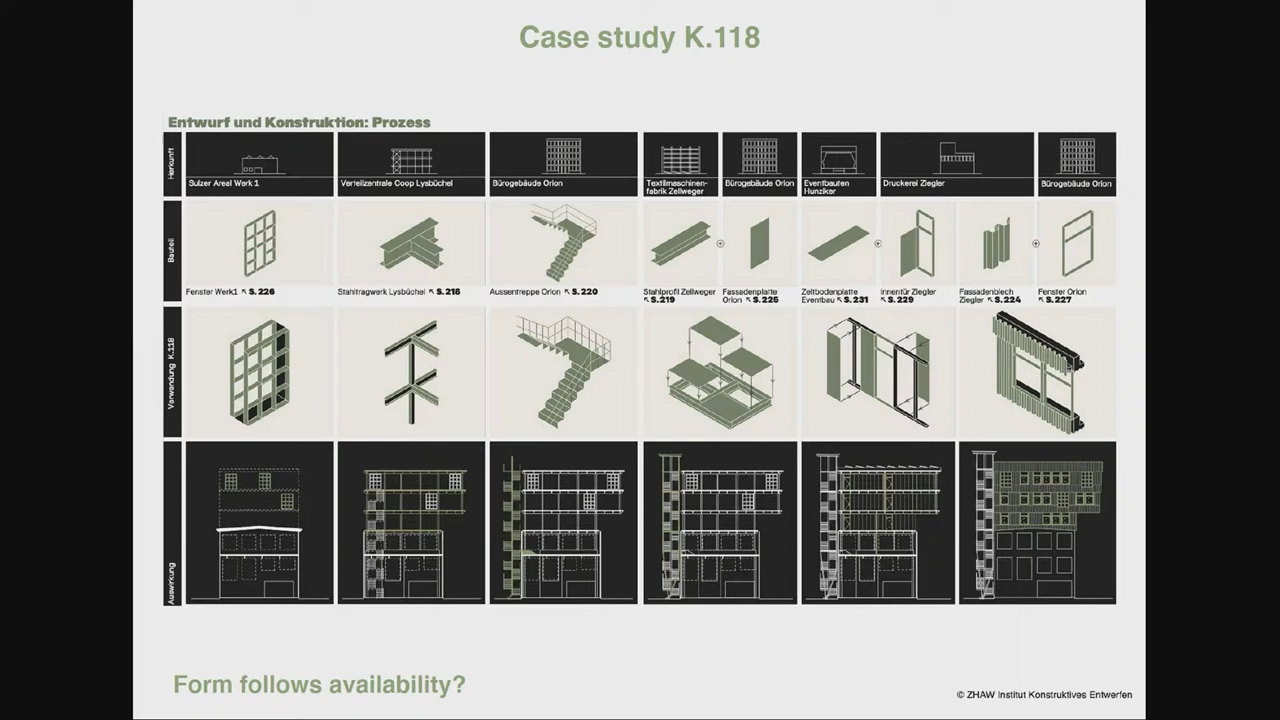 Case study K.118
Entwurf und Konstruktion: Prozess
Herkunft
Sulzer Areal Werk 1
Verteilzentrale Coop Lysbüchel
Bürogebäude Orion
Textilmaschinen-
fabrik Zellweger
Bürogebäude Orion
Eventbauten
Hunziker
Druckerei Ziegler
Bürogebäude Orion
Bauteil
Fenster Werk1 ↖ S.226
Stahltragwerk Lysbüchel ↖ S.218
Aussentreppe Orion ↖ S.220
Stahlprofil Zellweger
↖ S.219
Fassadenplatte
Orion ↖ S.225
Zeltbodenplatte
Eventbau ↖ S.231
Innentür Ziegler
↖ S.229
Fassadenblech
Ziegler ↖ S.224
Fenster Orion
↖ S.227
Verwendung K.118
Auswirkung
Form follows availability?
© ZHAW Institut Konstruktives Entwerfen